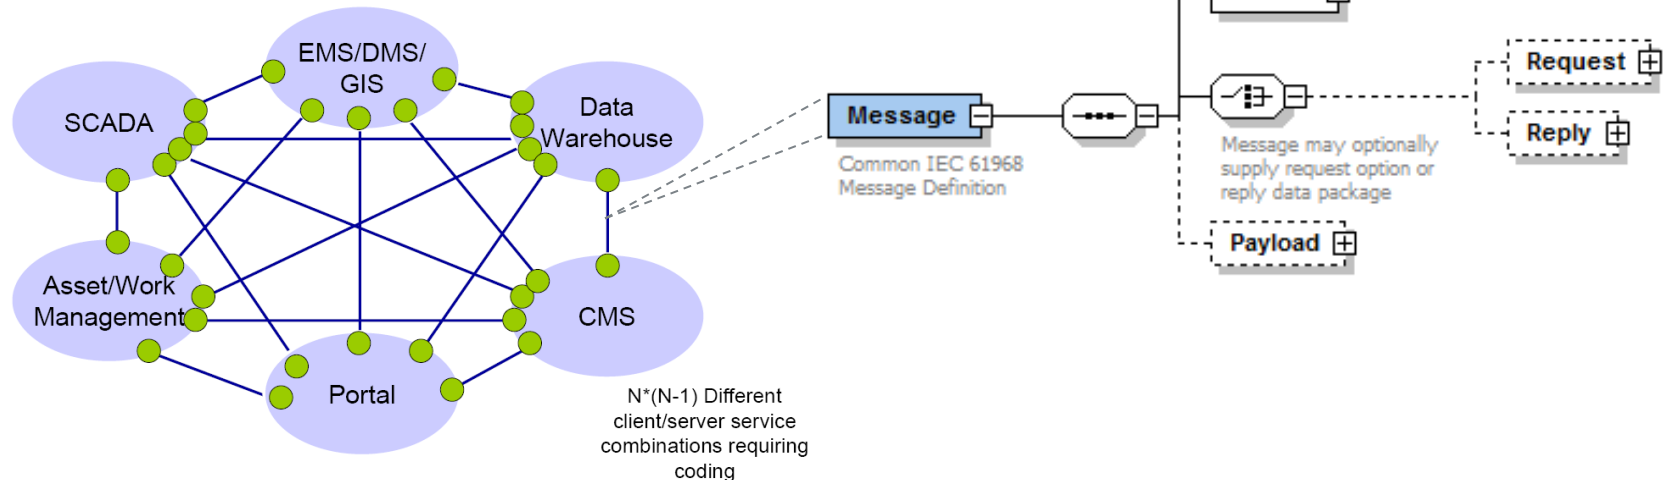 EMS/DMS/
GIS
SCADA
Data
Warehouse
Asset/Work
Management
CMS
Portal
N*(N-1) Different
client/server service
combinations requiring
coding
Message
Common IEC 61968
Message Definition
Message may optionally
supply request option or
reply data package
Request
Reply
Payload